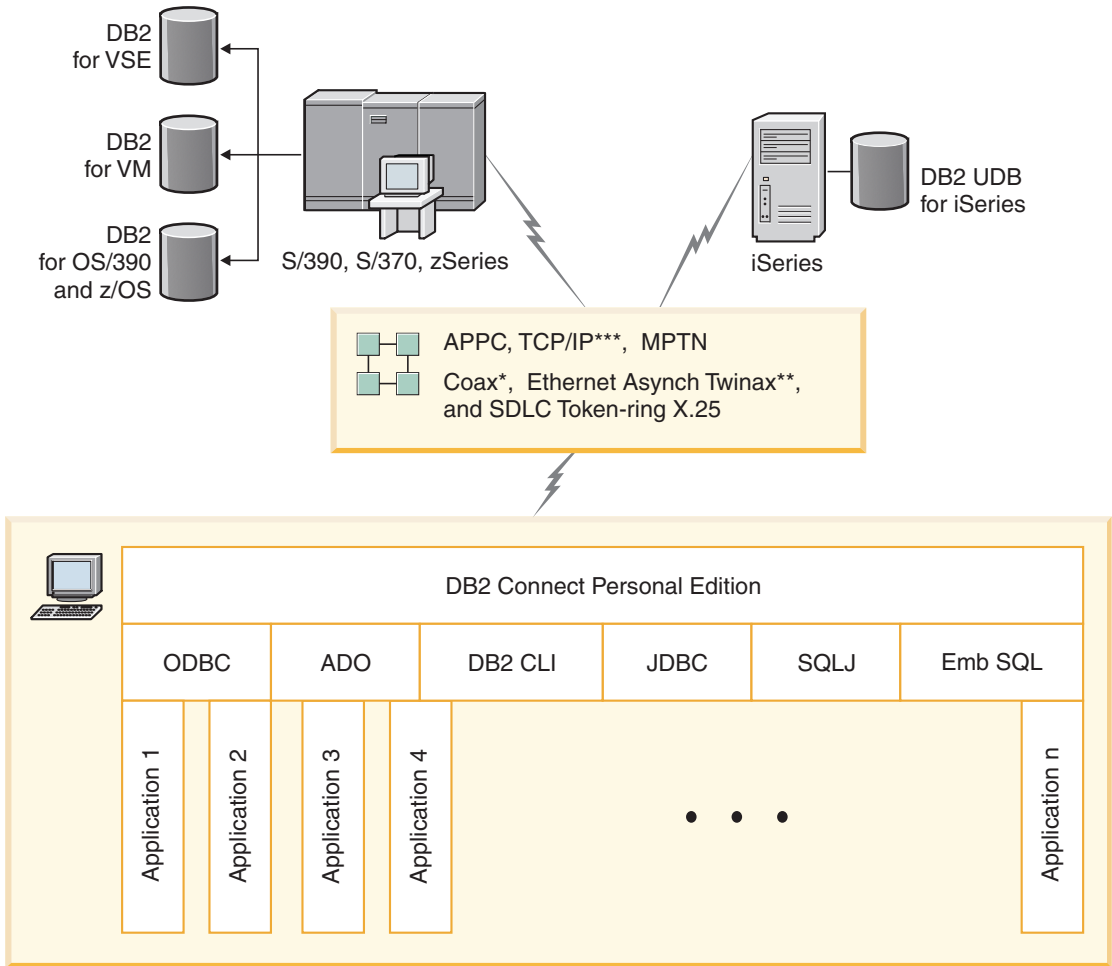 DB2
for VSE
DB2
for VM
DB2
for OS/390
and z/OS
S/390, S/370, zSeries
DB2 UDB
for iSeries
iSeries
APPC, TCP/IP***, MPTN
Coax*, Ethernet Asynch Twinax**,
and SDLC Token-ring X.25
DB2 Connect Personal Edition
ODBC
ADO
DB2 CLI
JDBC
SQLJ
Emb SQL
Application 1
Application 2
Application 3
Application 4
• • •
Application n